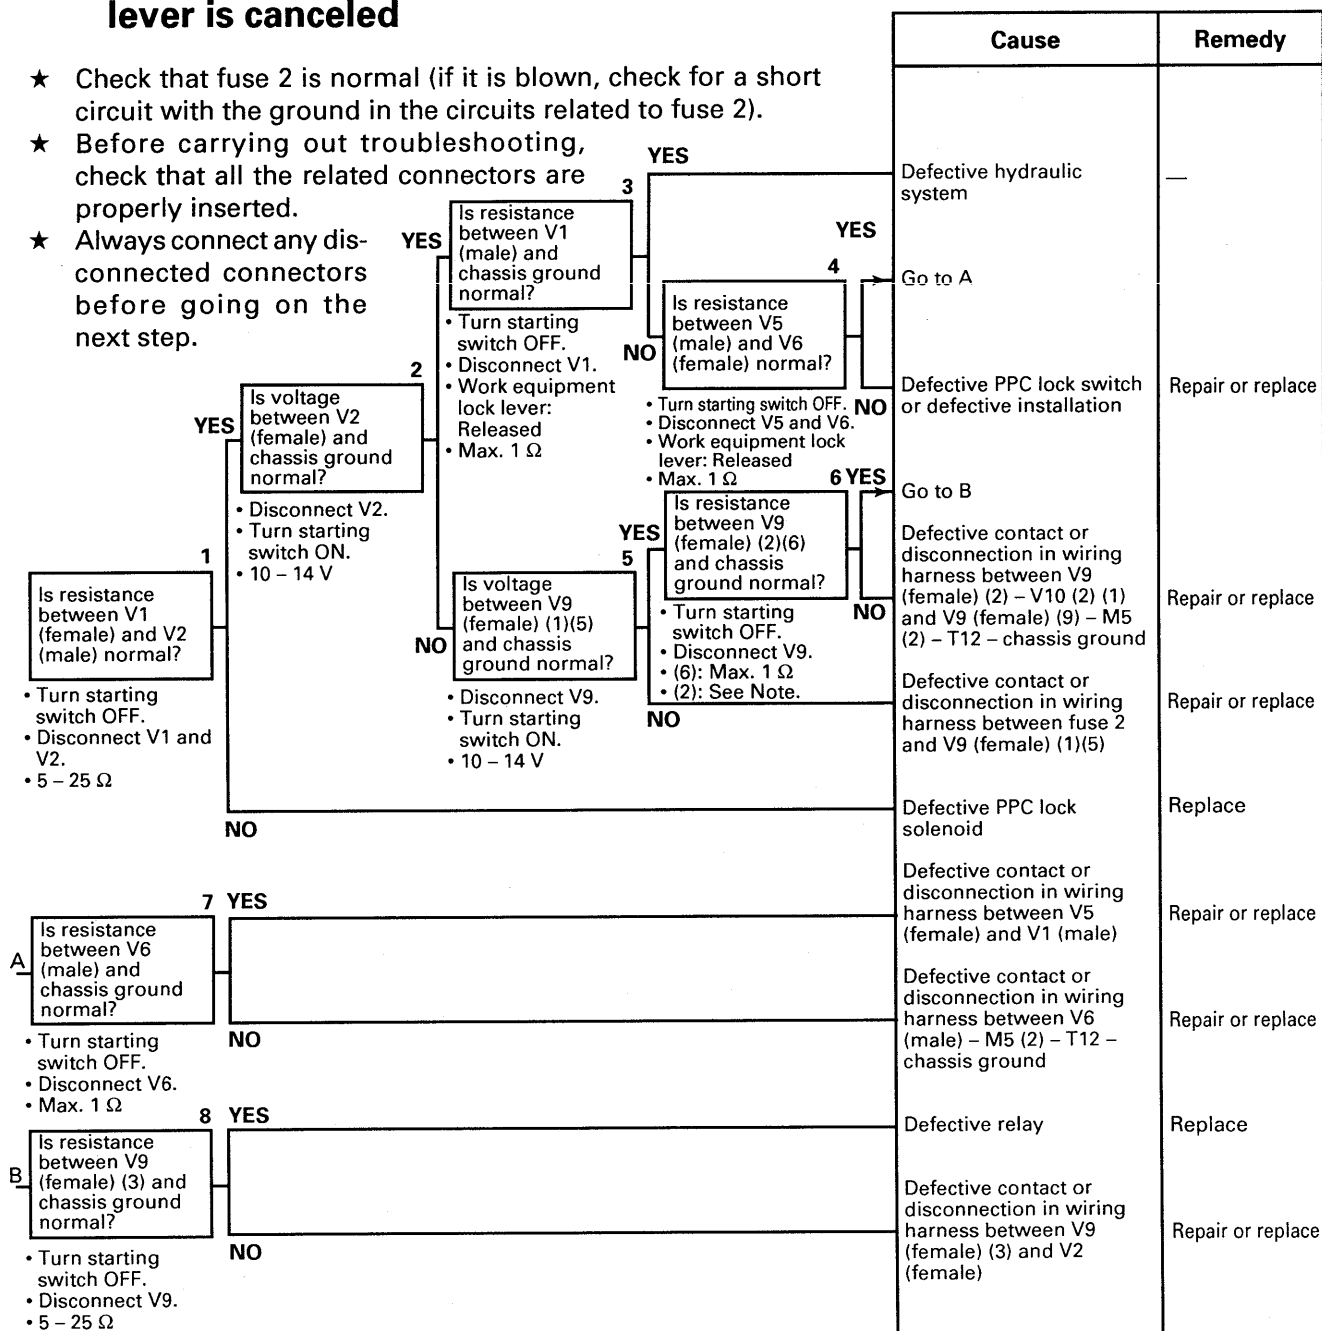 lever is canceled
★ Check that fuse 2 is normal (if it is blown, check for a short
circuit with the ground in the circuits related to fuse 2).
★ Before carrying out troubleshooting,
check that all the related connectors are
properly inserted.
★ Always connect any dis-
connected connectors
before going on the
next step.
Cause
Remedy
1
Is resistance
between V1
(female) and V2
(male) normal?
• Turn starting
switch OFF.
• Disconnect V1 and
V2.
• 5 – 25 Ω
YES
NO
2
Is voltage
between V2
(female) and
chassis ground
normal?
• Disconnect V2.
• Turn starting
switch ON.
• 10 – 14 V
YES
NO
3
Is resistance
between V1
(male) and
chassis ground
normal?
• Turn starting
switch OFF.
• Disconnect V1.
• Work equipment
lock lever:
Released
• Max. 1 Ω
YES
NO
4
Is resistance
between V5
(male) and V6
(female) normal?
• Turn starting switch OFF.
• Disconnect V5 and V6.
• Work equipment lock
lever: Released
• Max. 1 Ω
YES
NO
5
Is voltage
between V9
(female) (1)(5)
and chassis
ground normal?
• Disconnect V9.
• Turn starting
switch ON.
• 10 – 14 V
YES
NO
6
Is resistance
between V9
(female) (2)(6)
and chassis
ground normal?
• Turn starting
switch OFF.
• Disconnect V9.
• (6): Max. 1 Ω
• (2): See Note.
YES
NO
Defective hydraulic
system
—
Go to A
Defective PPC lock switch
or defective installation
Repair or replace
Go to B
Defective contact or
disconnection in wiring
harness between V9
(female) (2) – V10 (2) (1)
and V9 (female) (9) – M5
(2) – T12 – chassis ground
Repair or replace
Defective contact or
disconnection in wiring
harness between fuse 2
and V9 (female) (1)(5)
Repair or replace
Defective PPC lock
solenoid
Replace
A
7
Is resistance
between V6
(male) and
chassis ground
normal?
• Turn starting
switch OFF.
• Disconnect V6.
• Max. 1 Ω
YES
NO
Defective contact or
disconnection in wiring
harness between V5
(female) and V1 (male)
Repair or replace
Defective contact or
disconnection in wiring
harness between V6
(male) – M5 (2) – T12 –
chassis ground
Repair or replace
B
8
Is resistance
between V9
(female) (3) and
chassis ground
normal?
• Turn starting
switch OFF.
• Disconnect V9.
• 5 – 25 Ω
YES
NO
Defective relay
Replace
Defective contact or
disconnection in wiring
harness between V9
(female) (3) and V2
(female)
Repair or replace